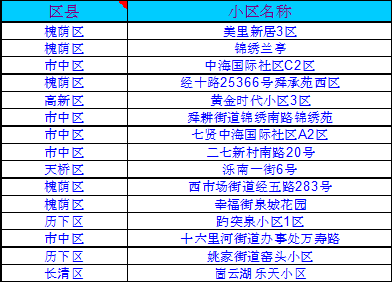 区县 小区名称
槐荫区 美里新居3区
槐荫区 锦绣兰亭
市中区 中海国际社区C2区
槐荫区 经十路25366号舜承苑西区
高新区 黄金时代小区3区
市中区 舜耕街道锦绣南路锦绣苑
市中区 七贤中海国际社区A2区
市中区 二七新村南路20号
天桥区 泺南一街6号
槐荫区 西市场街道经五路283号
槐荫区 幸福街泉城花园
历下区 趵突泉小区1区
市中区 十六里河街道办事处万寿路
历下区 姚家街道窑头小区
长清区 崮云湖乐天小区